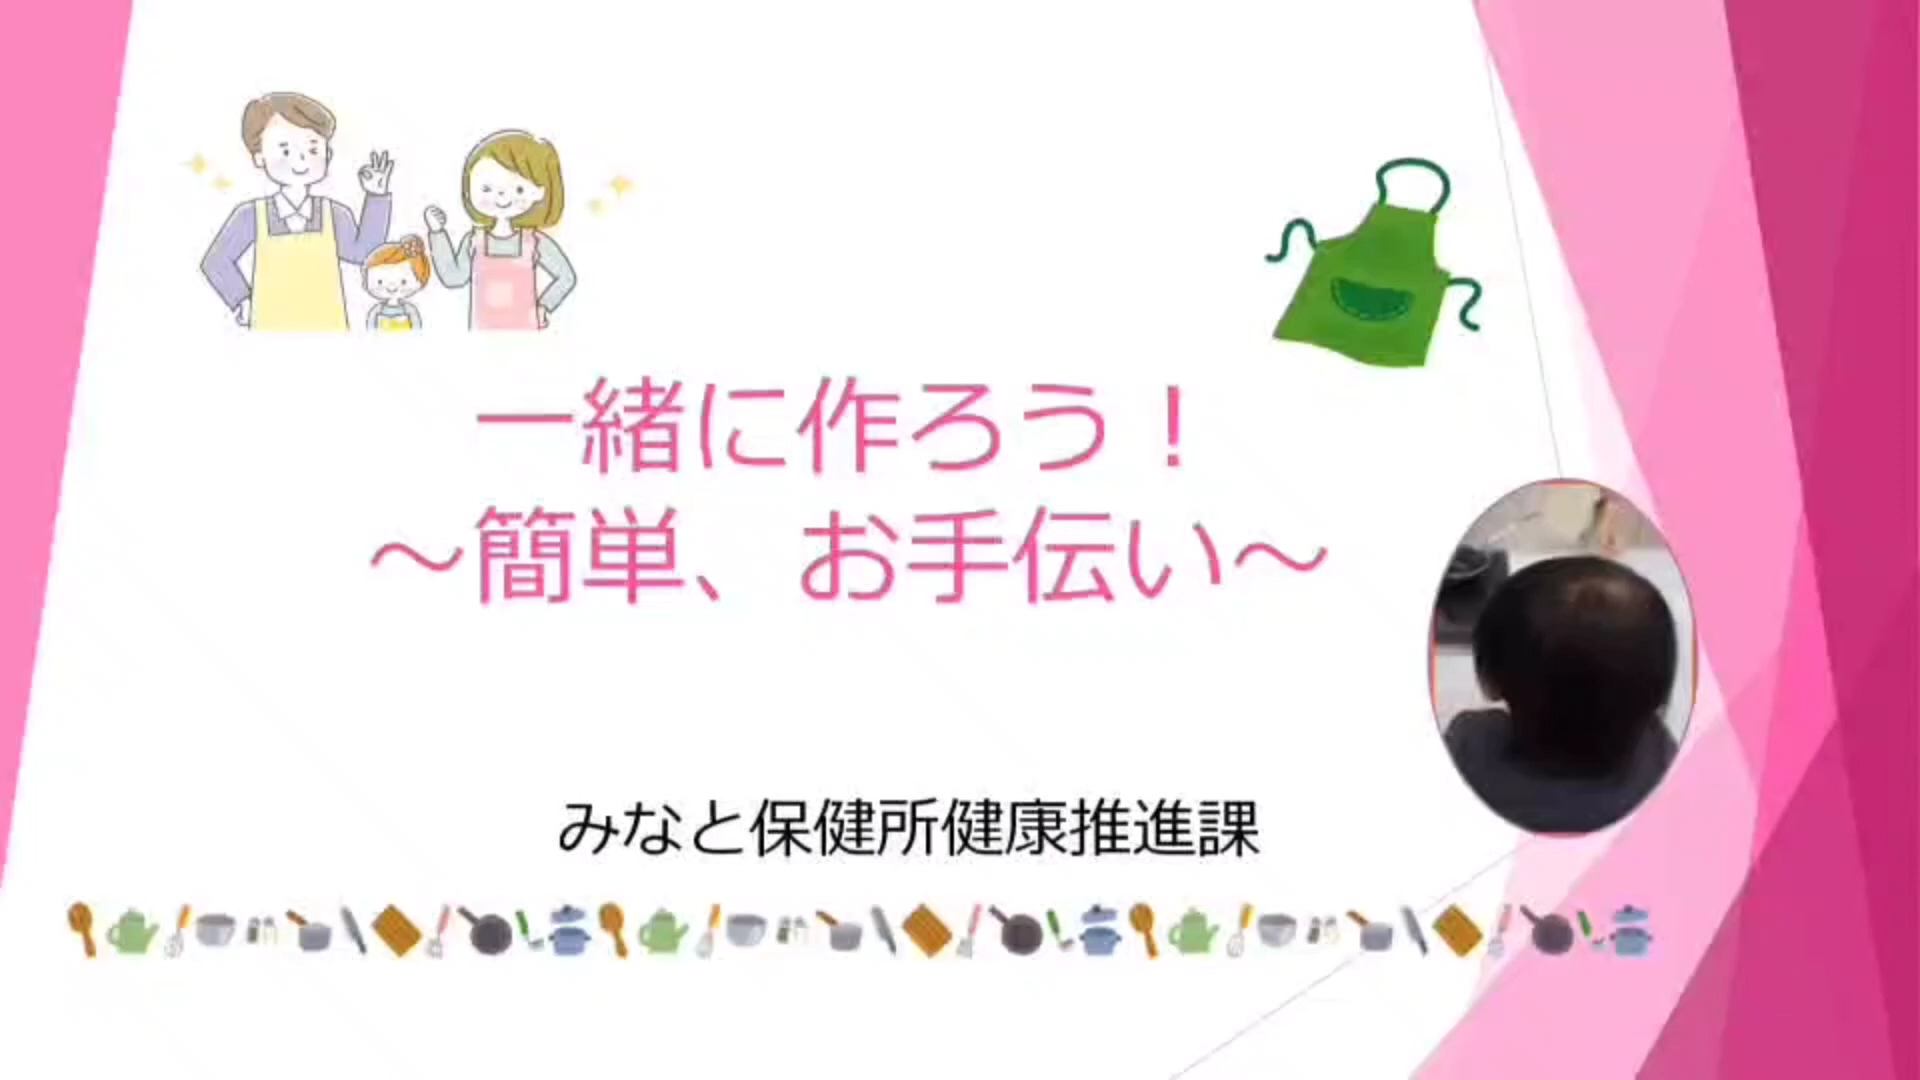 一緒に作ろう！
～簡単、お手伝い～
みなと保健所健康推進課